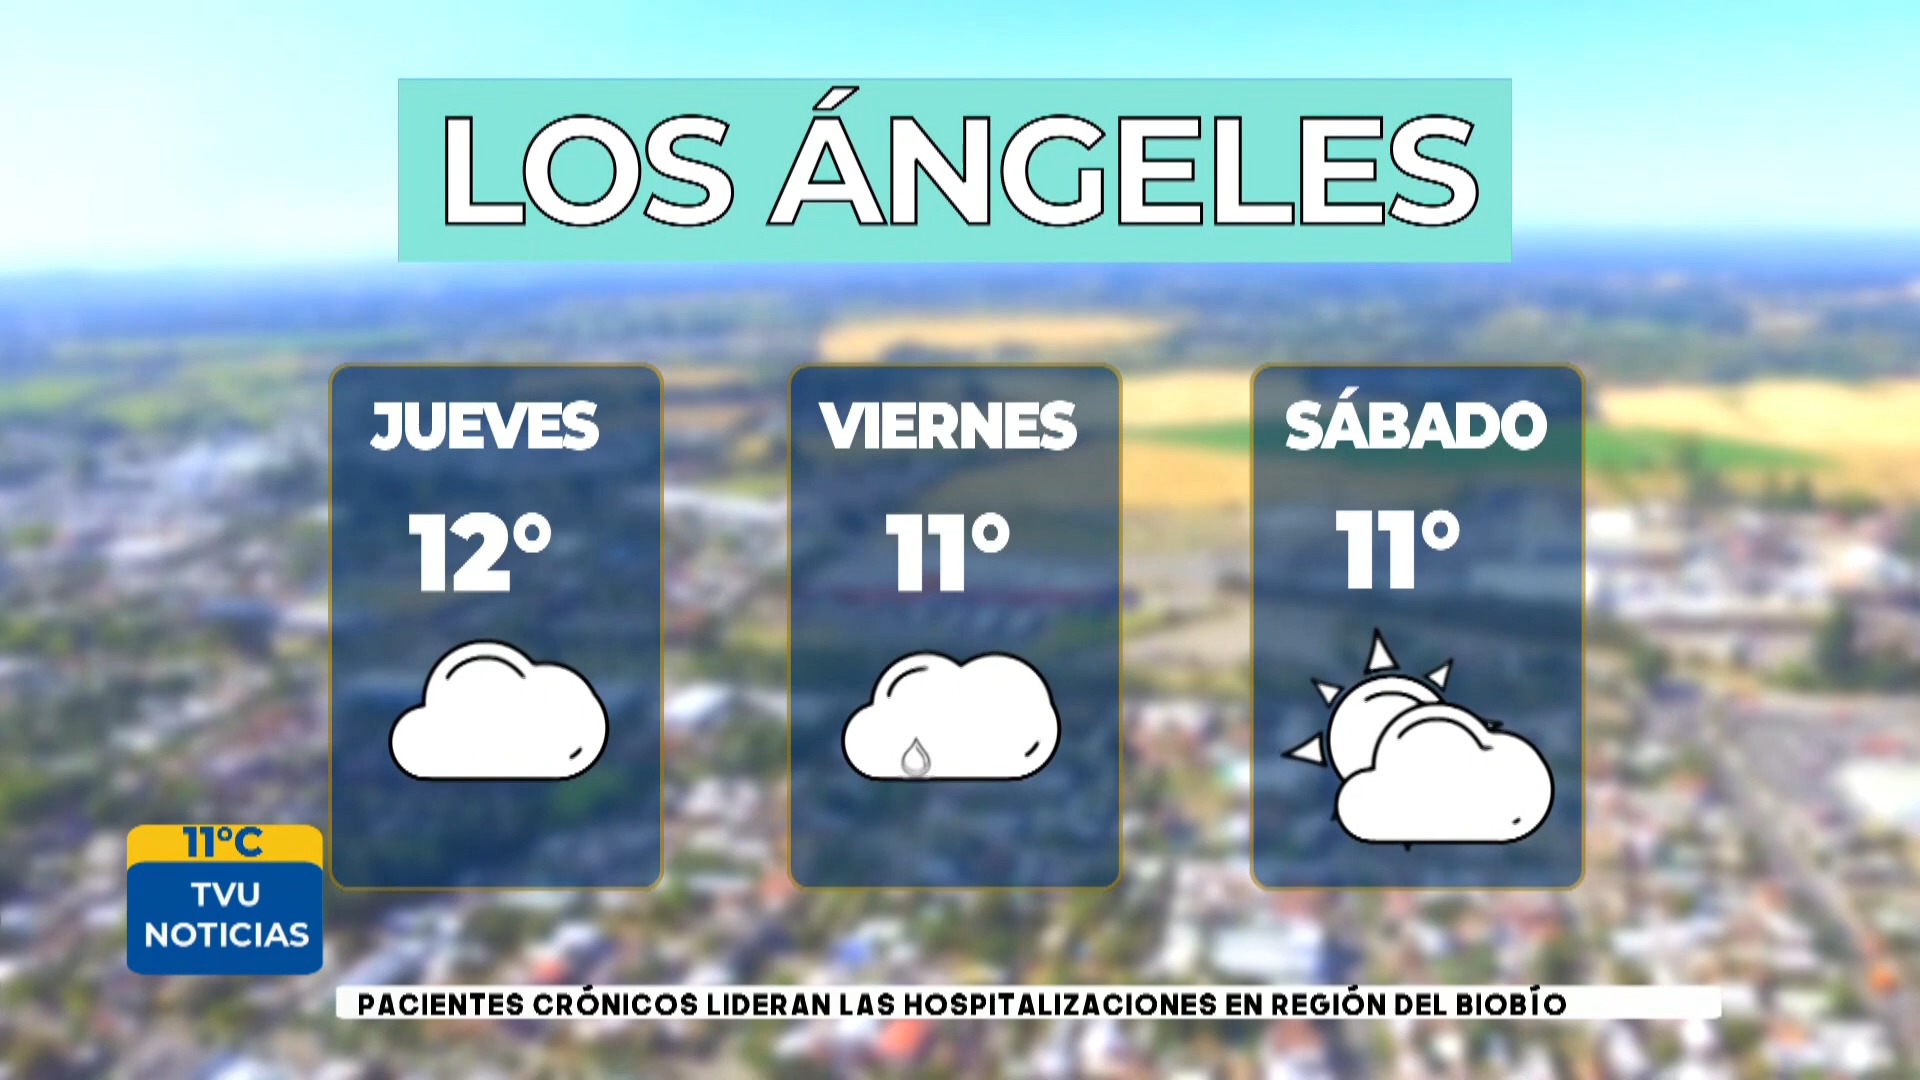 LOS ÁNGELES
JUEVES
12°
VIERNES
11°
SÁBADO
11°
11°C
TVU
NOTICIAS
PACIENTES CRÓNICOS LIDERAN LAS HOSPITALIZACIONES EN REGIÓN DEL BIOBÍO